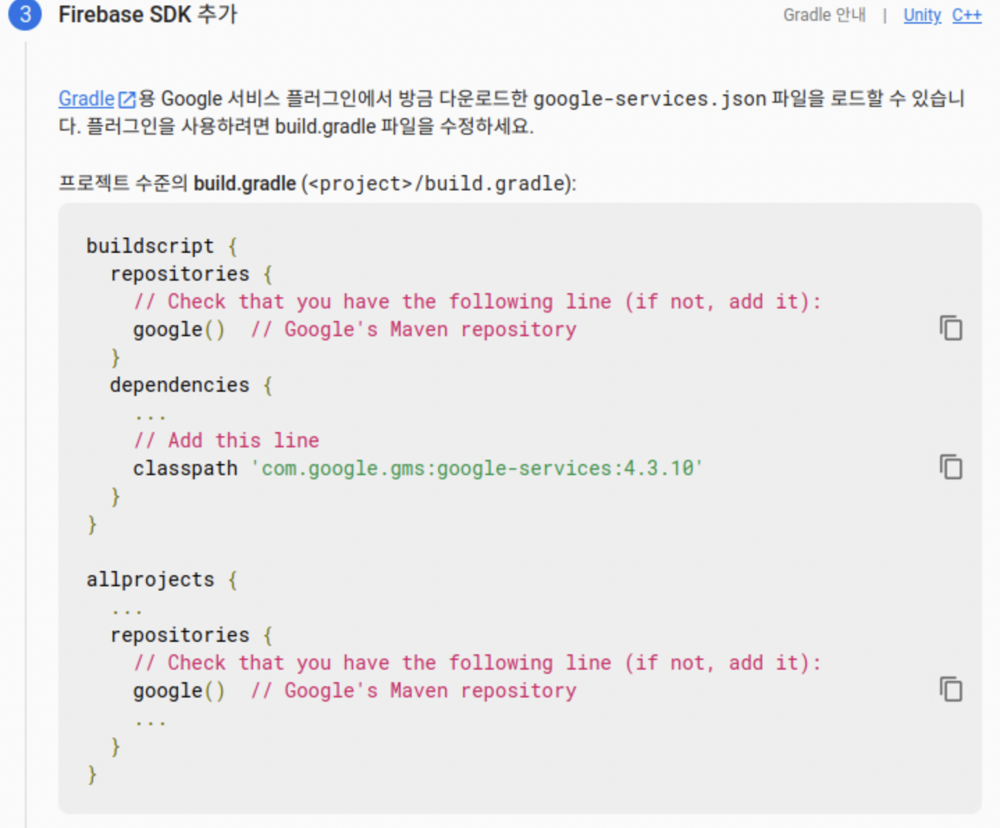 3 Firebase SDK 추가
Gradle 안내 | Unity C++
Gradle용 Google 서비스 플러그인에서 방금 다운로드한 google-services.json 파일을 로드할 수 있습니
다. 플러그인을 사용하려면 build.gradle 파일을 수정하세요.
프로젝트 수준의 build.gradle (<project>/build.gradle):
buildscript {
  repositories {
    // Check that you have the following line (if not, add it):
    google()  // Google's Maven repository
  }
  dependencies {
    ...
    // Add this line
    classpath 'com.google.gms:google-services:4.3.10'
  }
}
allprojects {
  ...
  repositories {
    // Check that you have the following line (if not, add it):
    google()  // Google's Maven repository
    ...
  }
}